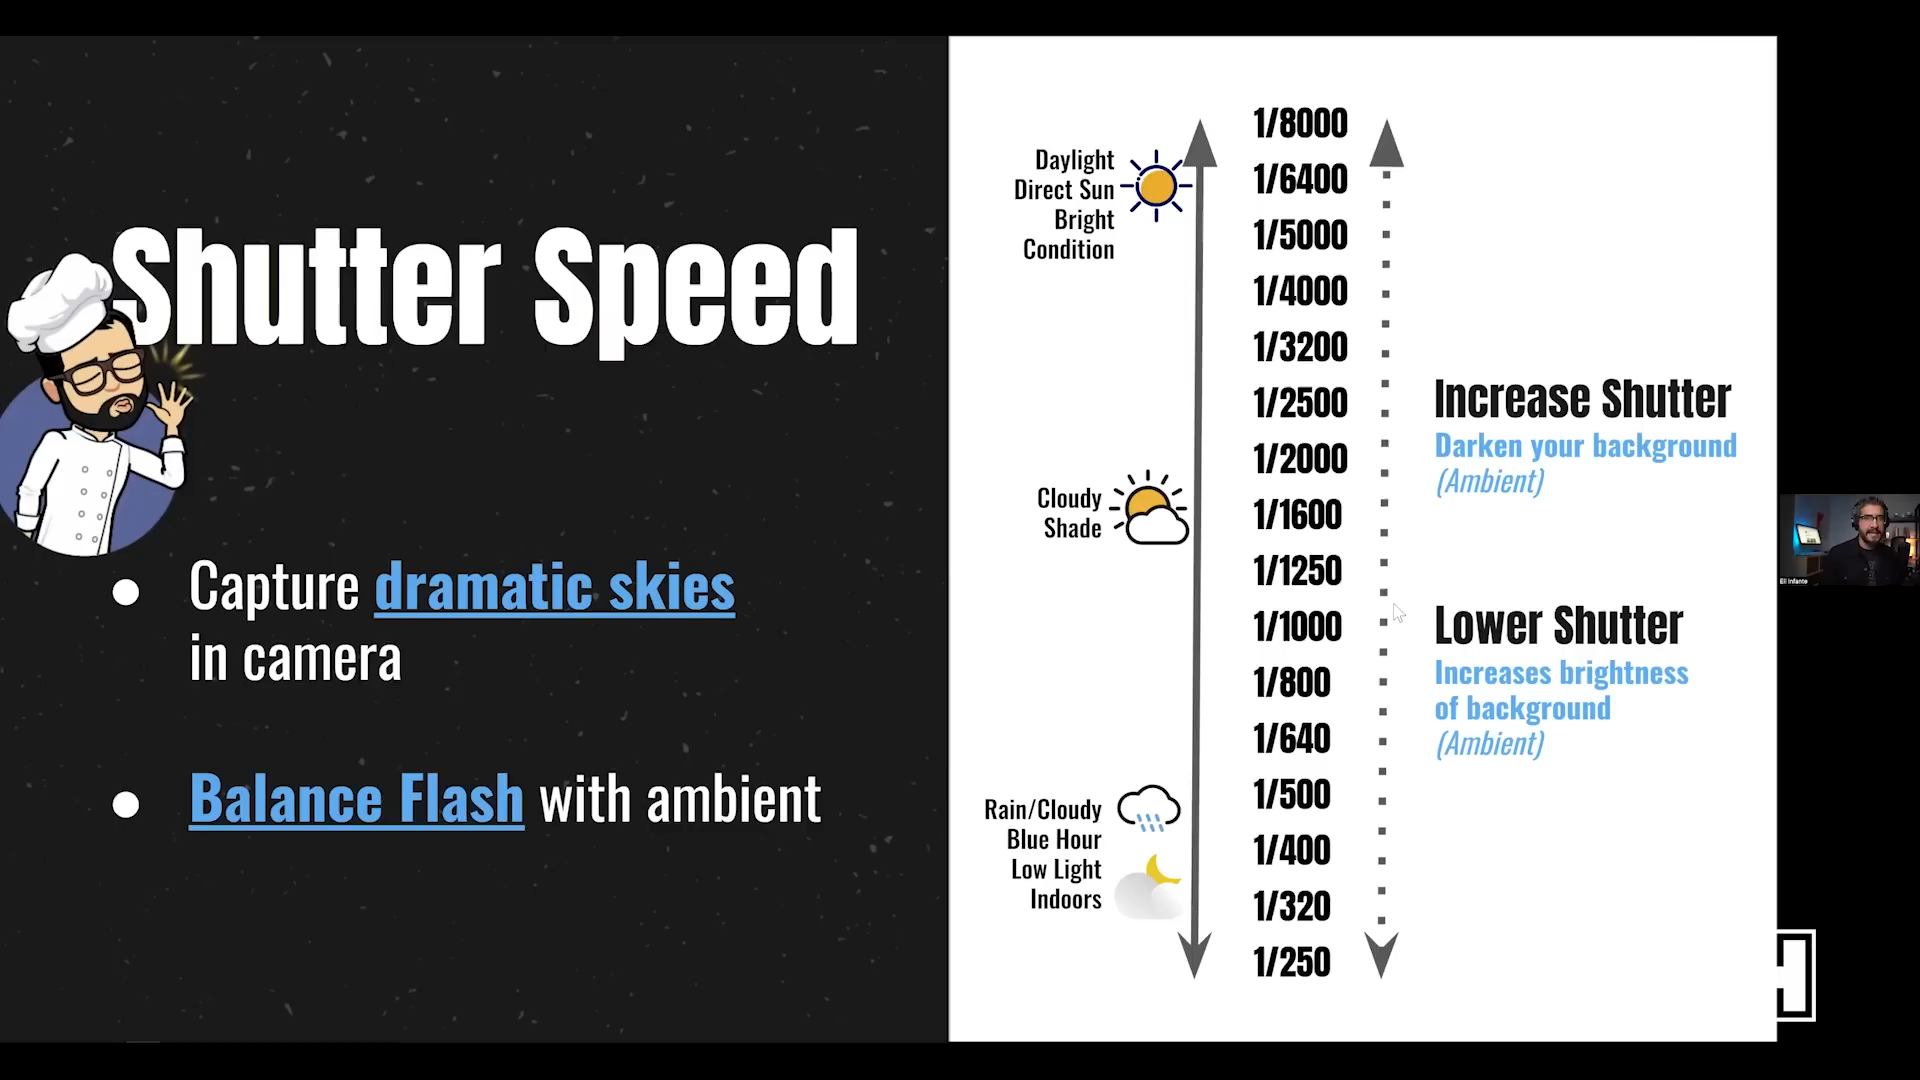 Shutter Speed
Capture dramatic skies
in camera
Balance Flash with ambient
Daylight
Direct Sun
Bright
Condition
Cloudy
Shade
Rain/Cloudy
Blue Hour
Low Light
Indoors
1/8000
1/6400
1/5000
1/4000
1/3200
1/2500
1/2000
1/1600
1/1250
1/1000
1/800
1/640
1/500
1/400
1/320
1/250
Increase Shutter
Darken your background
(Ambient)
Lower Shutter
Increases brightness
of background
(Ambient)
Eli Infante